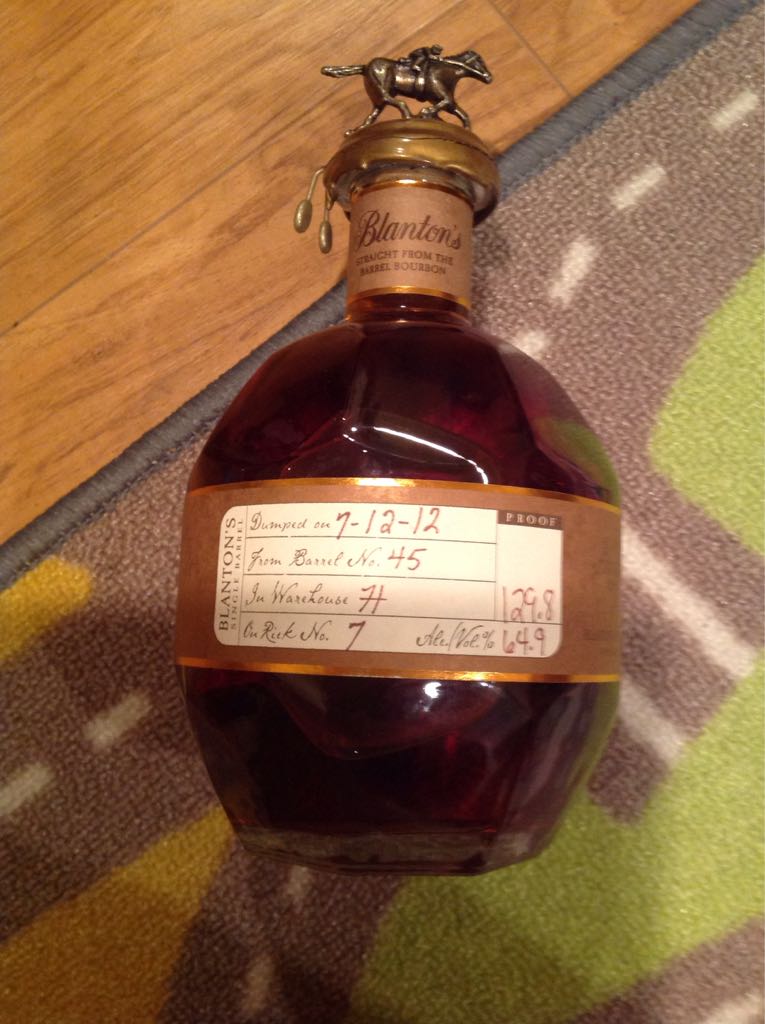 Blanton's
STRAIGHT FROM THE
BARREL BOURBON
BLANTON'S
SINGLE BARREL
Dumped on 7-12-12
PROOF
From Barrel No. 45
In Warehouse H
129.8
On Rick No. 7 Alc./Vol.% 64.9